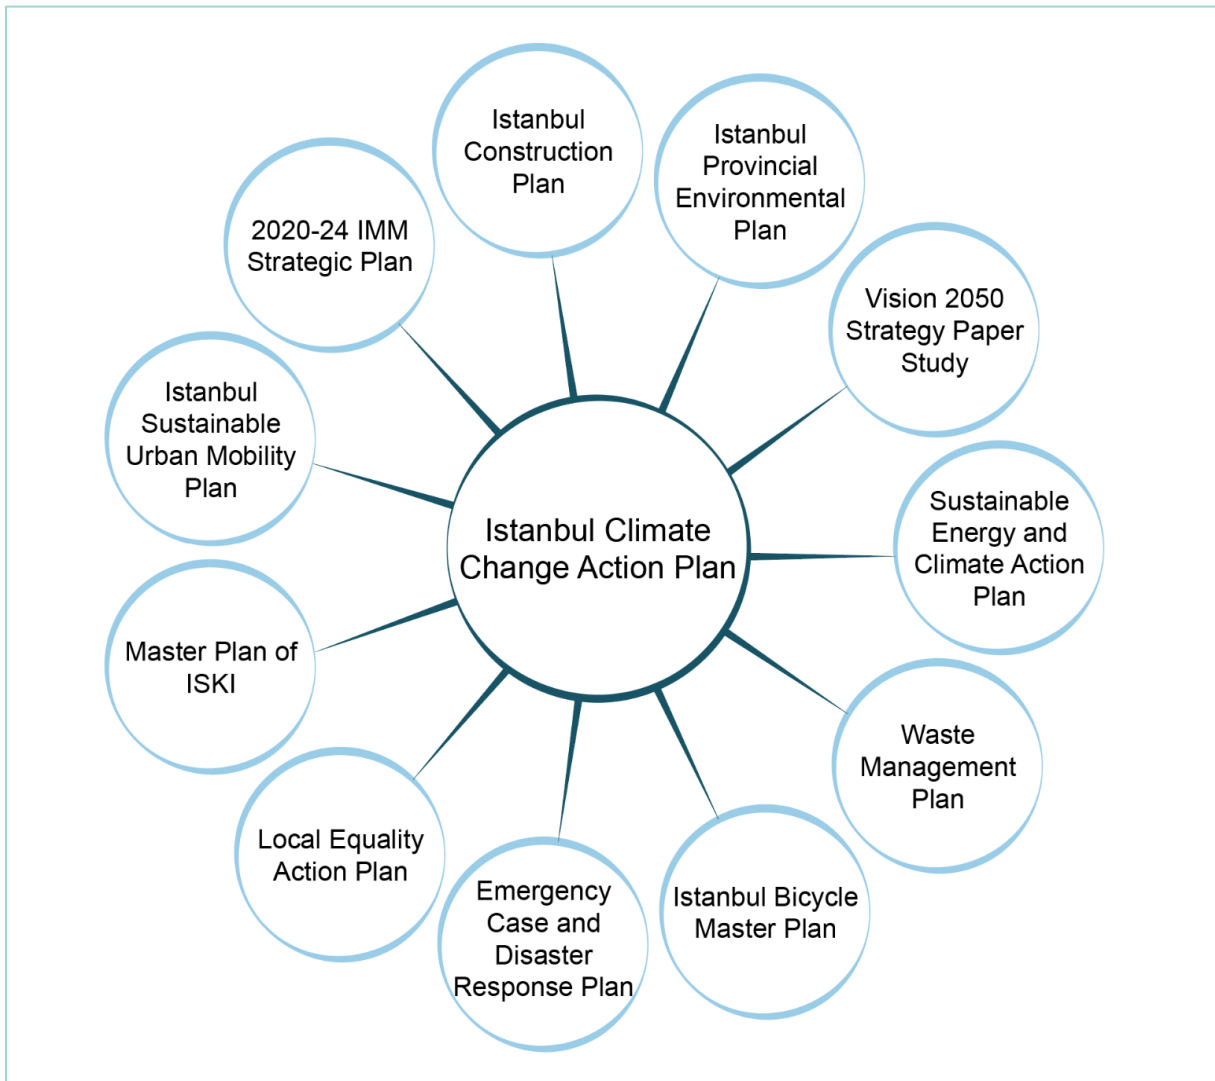 Istanbul
Construction
Plan
Istanbul
Provincial
Environmental
Plan
2020-24 IMM
Strategic Plan
Vision 2050
Strategy Paper
Study
Istanbul
Sustainable
Urban Mobility
Plan
Istanbul Climate
Change Action Plan
Sustainable
Energy and
Climate Action
Plan
Master Plan of
ISKI
Waste
Management
Plan
Local Equality
Action Plan
Emergency
Case and
Disaster
Response Plan
Istanbul Bicycle
Master Plan